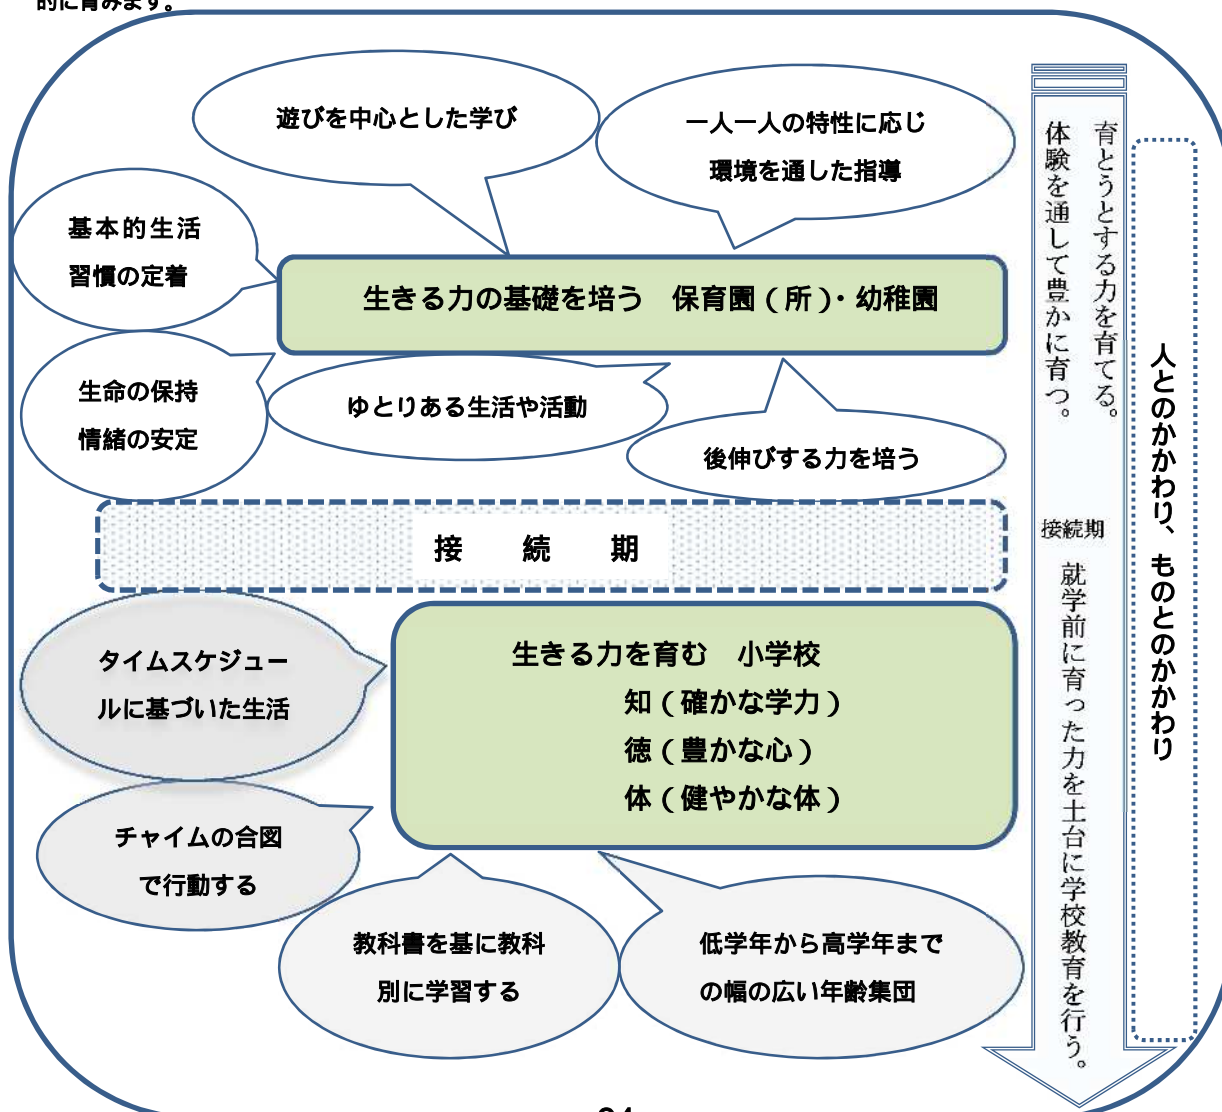 的に育みます。
遊びを中心とした学び
一人一人の特性に応じ
環境を通した指導
基本的生活
習慣の定着
生きる力の基礎を培う　保育園（所）・幼稚園
生命の保持
情緒の安定
ゆとりある生活や活動
後伸びする力を培う
接　続　期
タイムスケジュー
ルに基づいた生活
生きる力を育む　小学校
知（確かな学力）
徳（豊かな心）
体（健やかな体）
チャイムの合図
で行動する
教科書を基に教科
別に学習する
低学年から高学年まで
の幅の広い年齢集団
育とうとする力を育てる。
体験を通して豊かに育つ。
接続期
就学前に育った力を土台に学校教育を行う。
人とのかかわり、ものとのかかわり